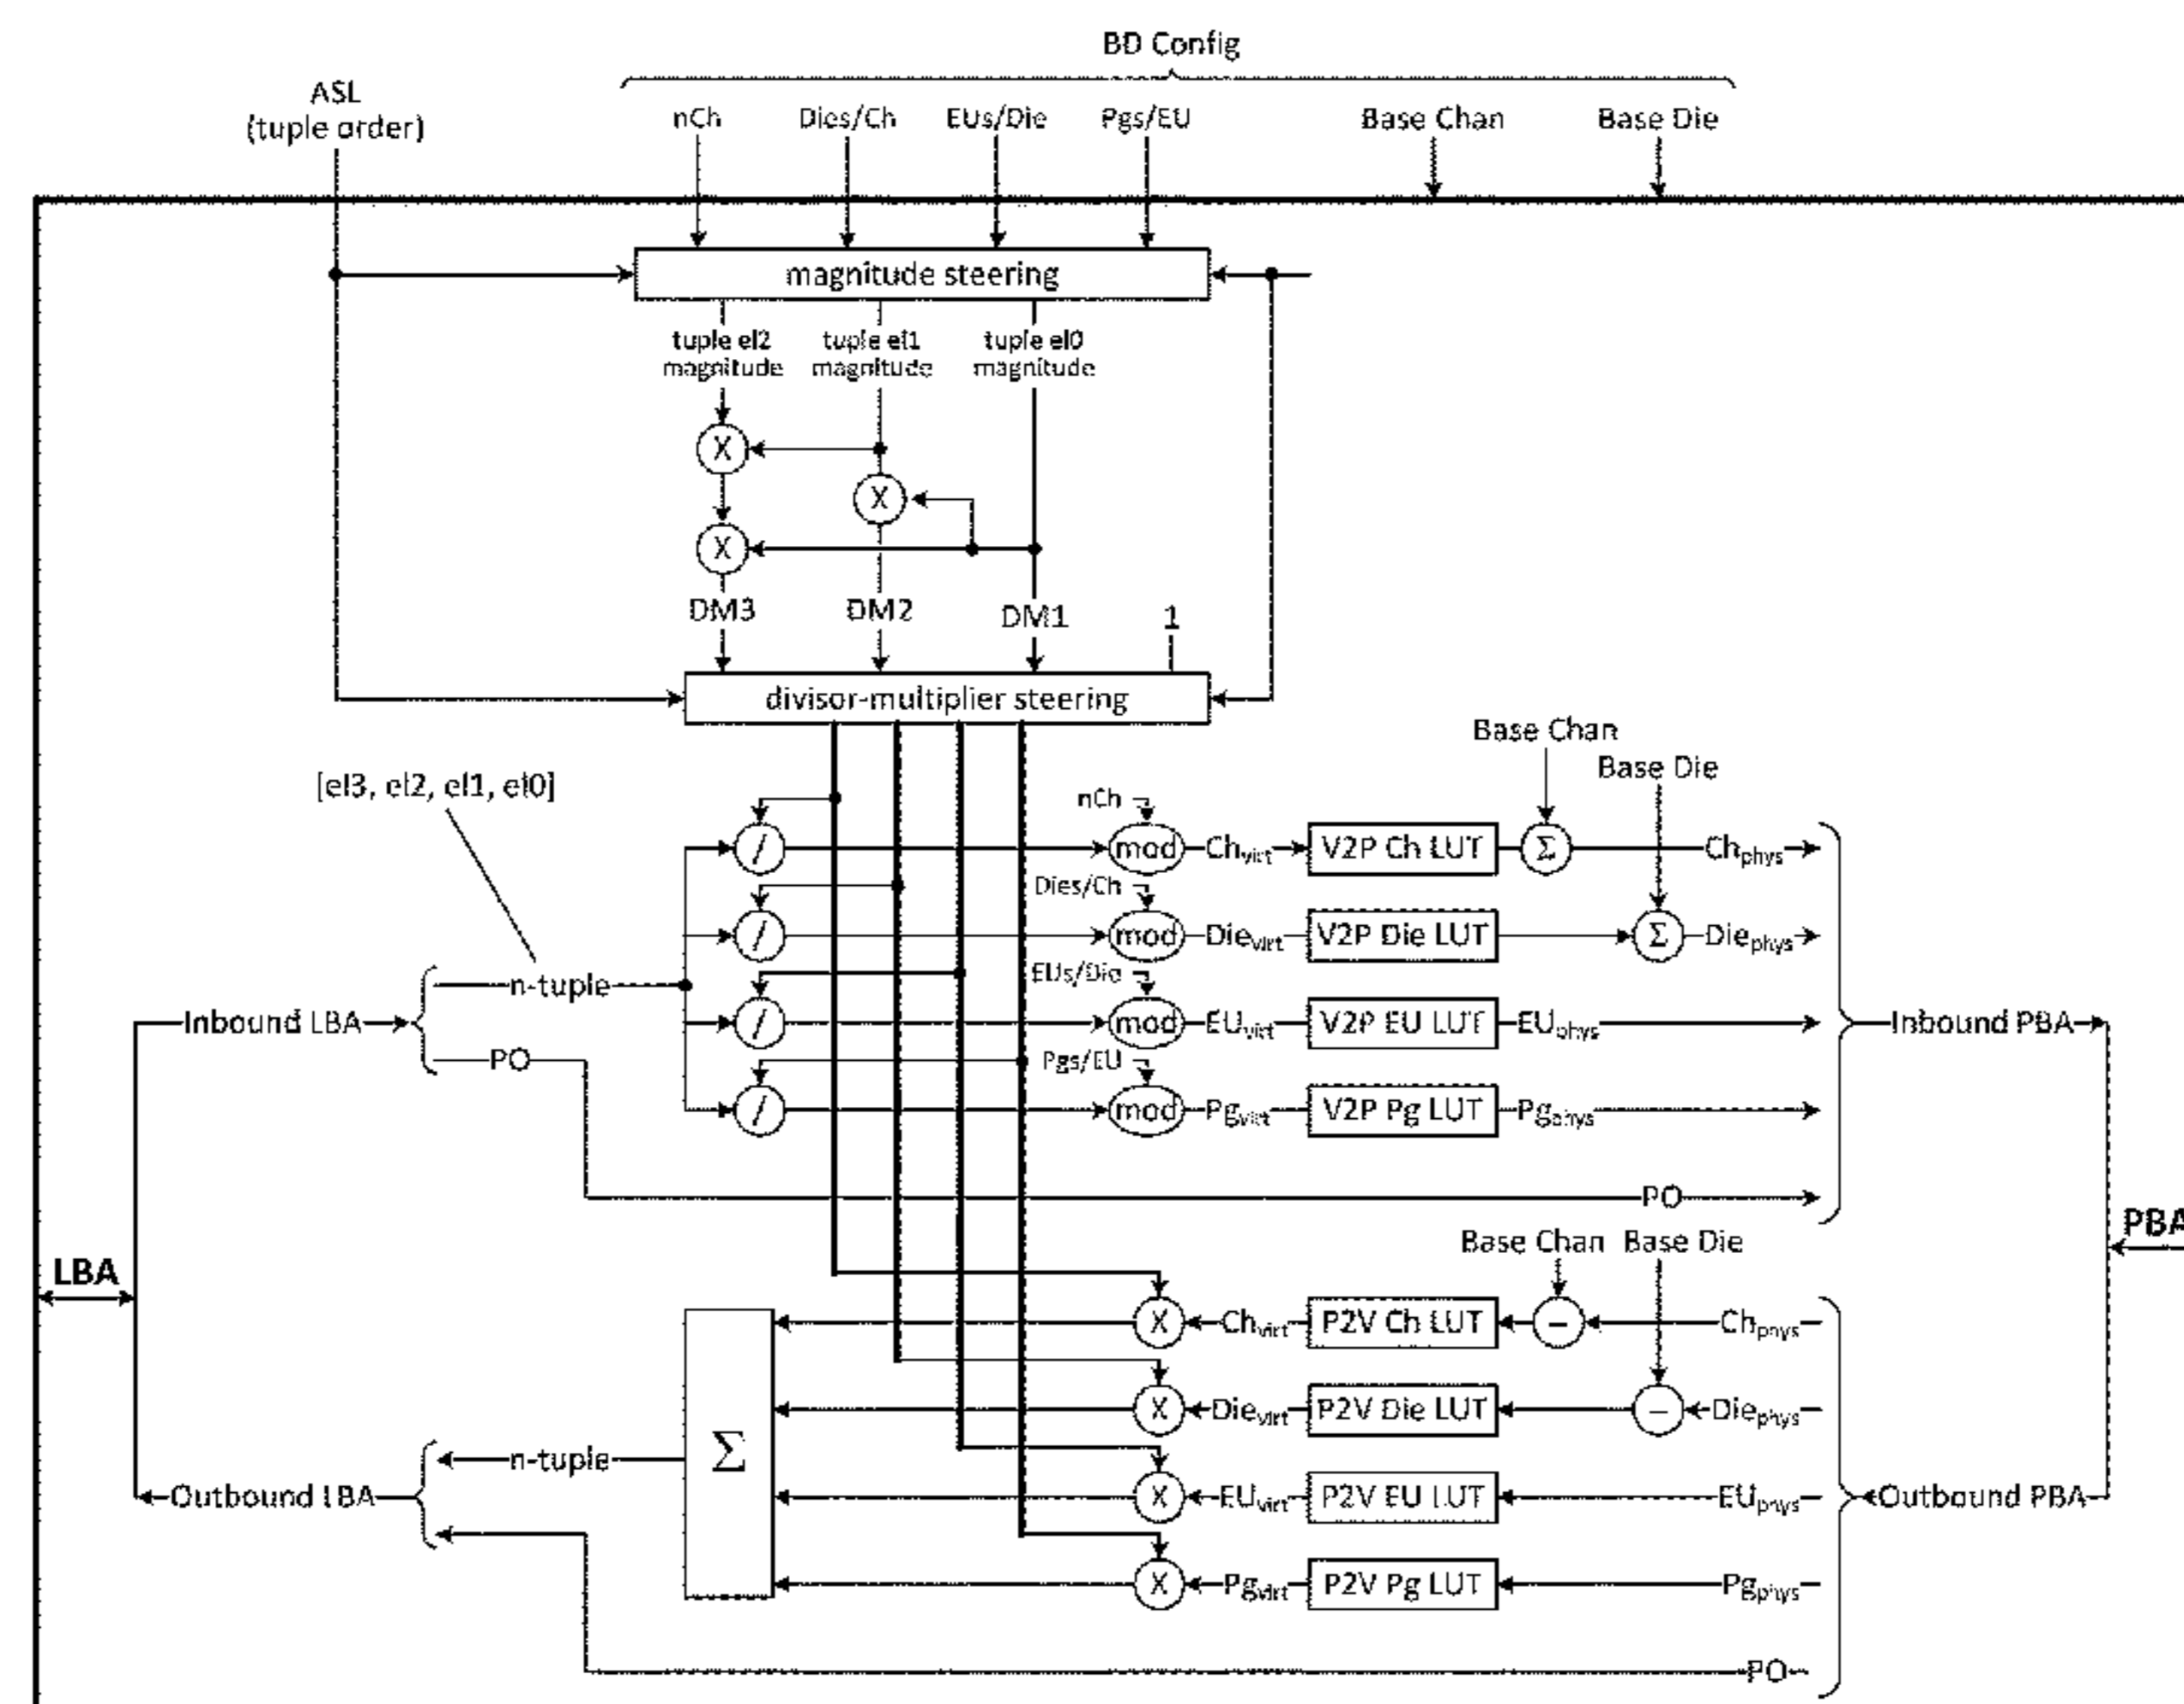 BD Config
ASL
(tuple order)
nCh
Dies/Ch
EUs/Die
Pgs/EU
Base Chan
Base Die
magnitude steering
tuple el2
magnitude
tuple el1
magnitude
tuple el0
magnitude
X
X
X
DM3
DM2
DM1
1
divisor-multiplier steering
Base Chan
Base Die
[el3, el2, el1, el0]
nCh
/
mod
Chvirt
V2P Ch LUT
Σ
Chphys
Dies/Ch
/
mod
Dievirt
V2P Die LUT
Σ
Diephys
n-tuple
EUs/Die
Inbound LBA
/
mod
EUvirt
V2P EU LUT
EUphys
Inbound PBA
PO
Pgs/EU
/
mod
Pgvirt
V2P Pg LUT
Pgphys
PO
PBA
Base Chan
Base Die
LBA
X
Chvirt
P2V Ch LUT
−
Chphys
X
Dievirt
P2V Die LUT
−
Diephys
Σ
n-tuple
Outbound LBA
X
EUvirt
P2V EU LUT
EUphys
Outbound PBA
X
Pgvirt
P2V Pg LUT
Pgphys
PO